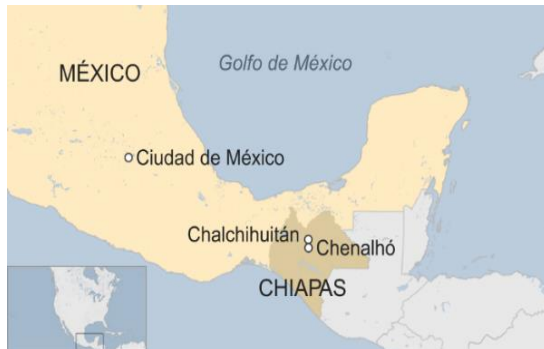 MÉXICO
Golfo de México
Ciudad de México
Chalchihuitán
Chenalhó
CHIAPAS